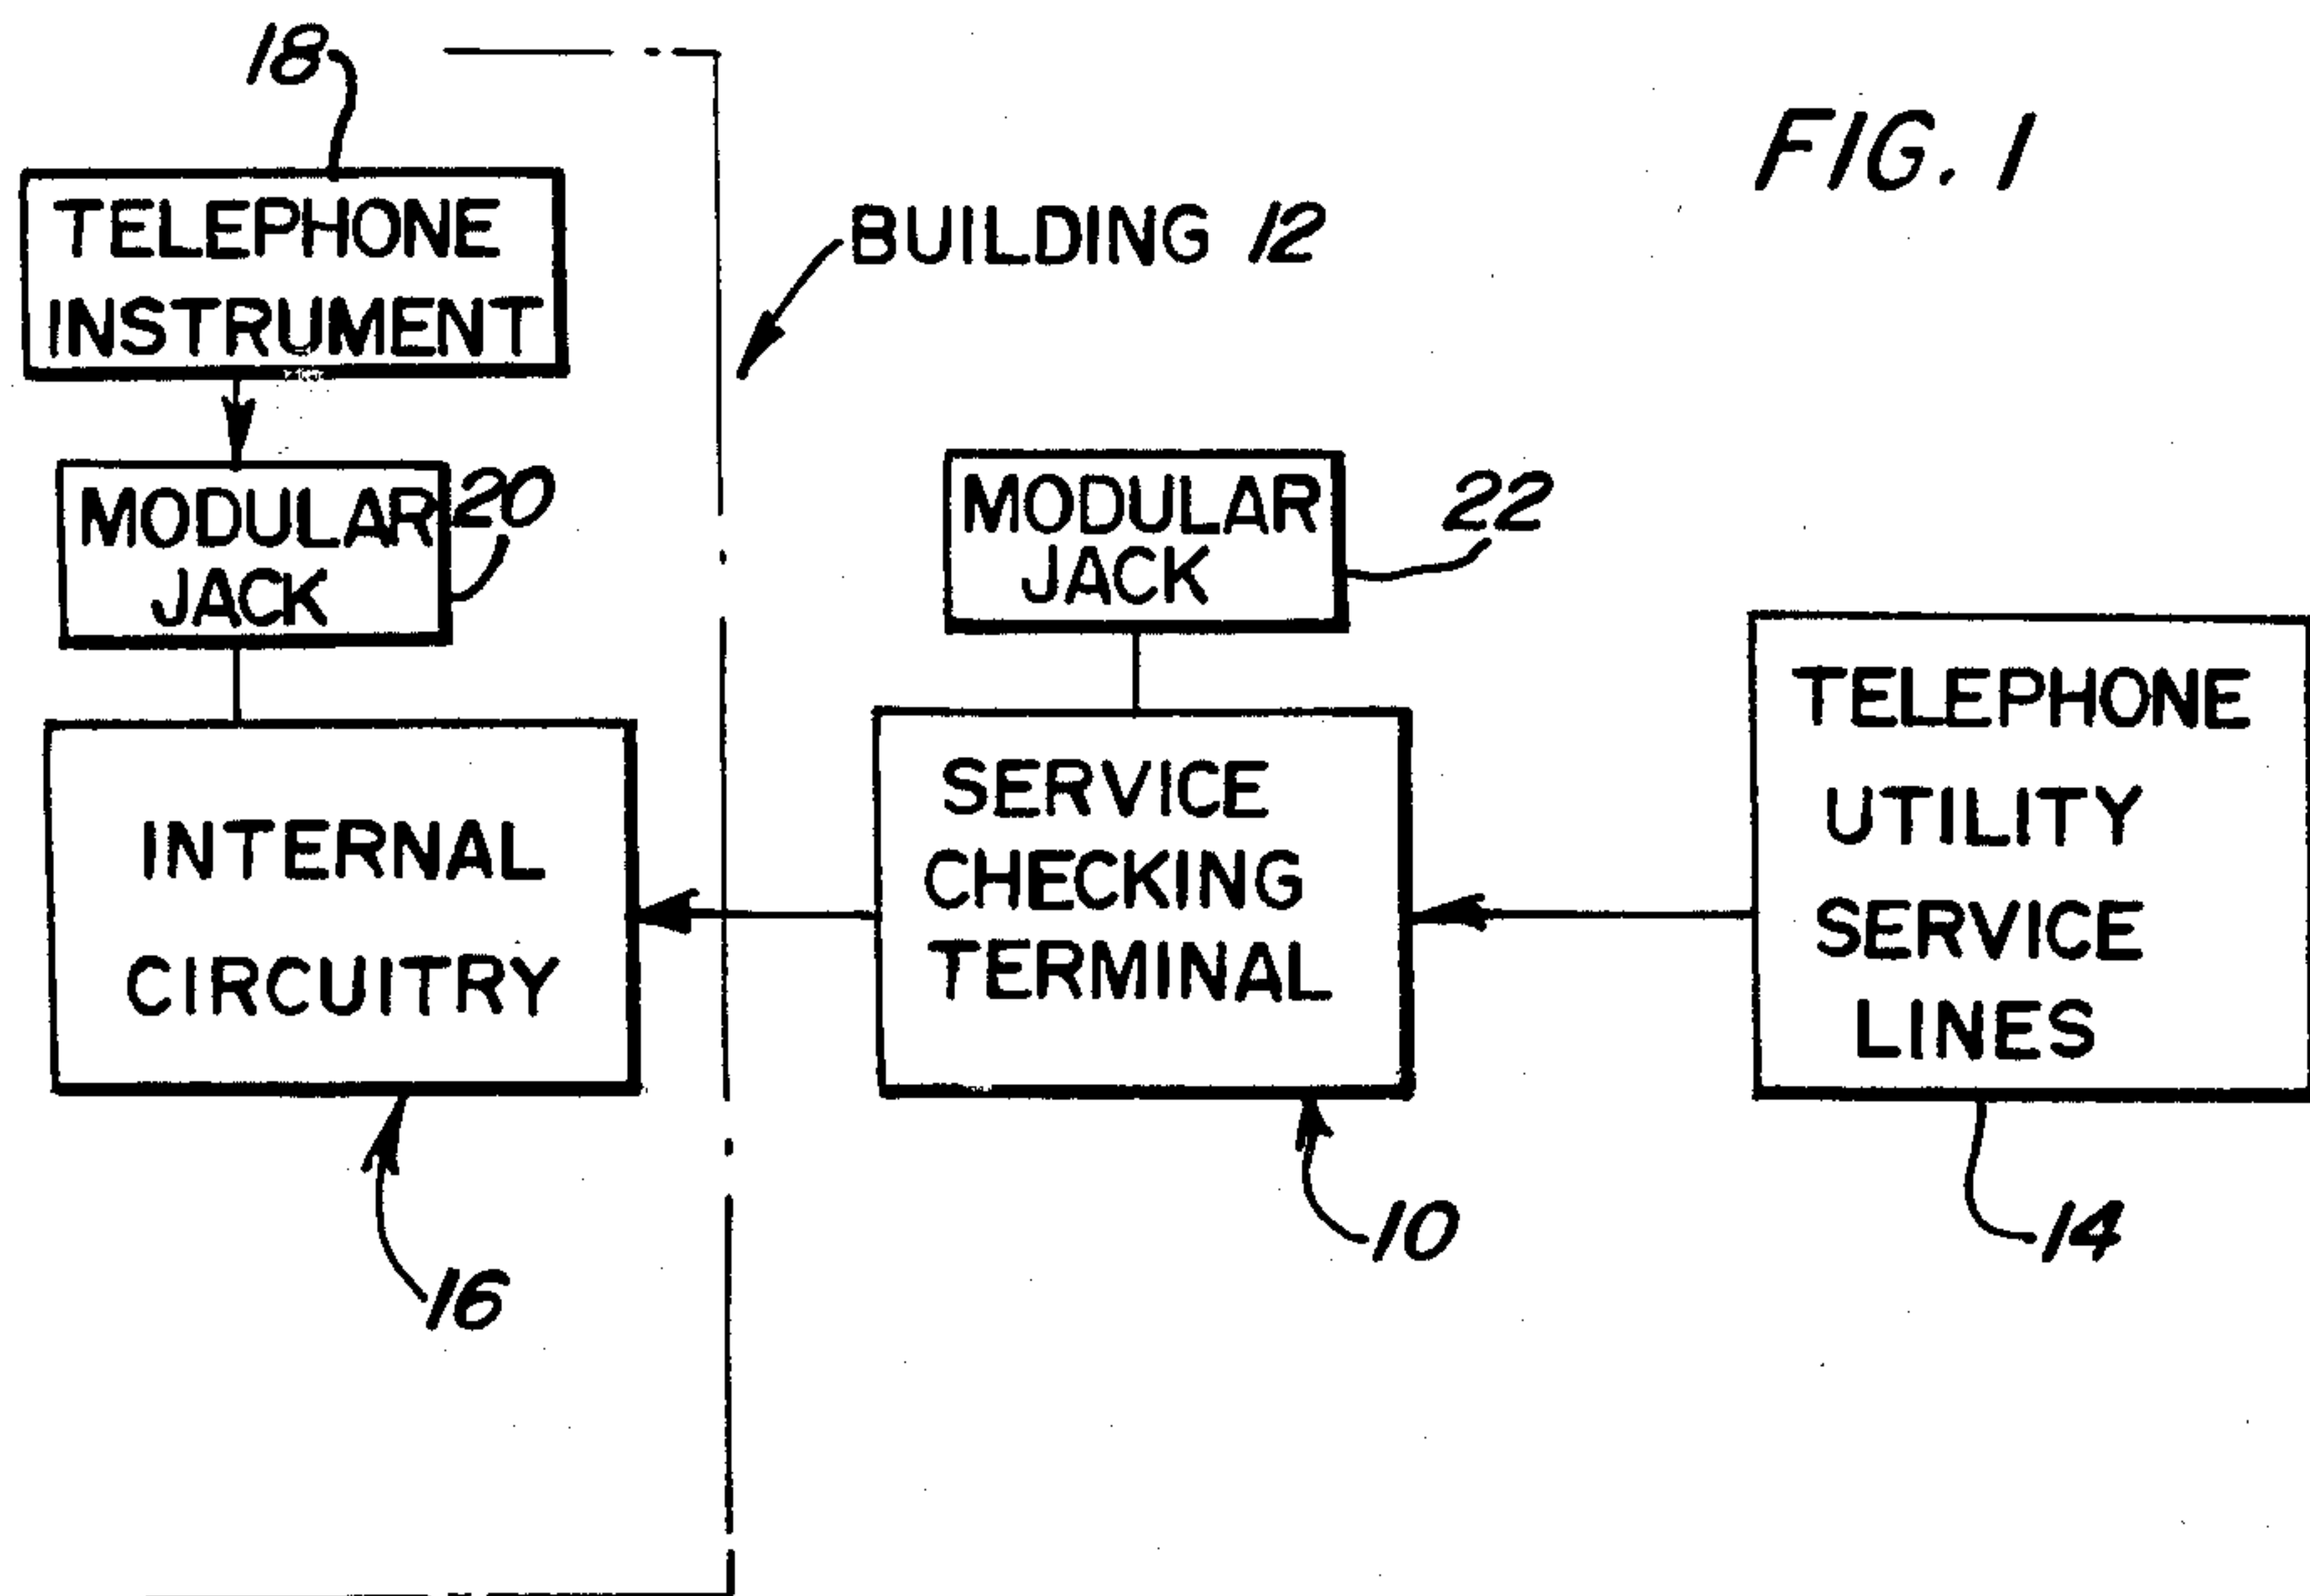 18
FIG. 1
TELEPHONE
INSTRUMENT
BUILDING 12
MODULAR
JACK
20
MODULAR
JACK
22
INTERNAL
CIRCUITRY
SERVICE
CHECKING
TERMINAL
TELEPHONE
UTILITY
SERVICE
LINES
16
10
14